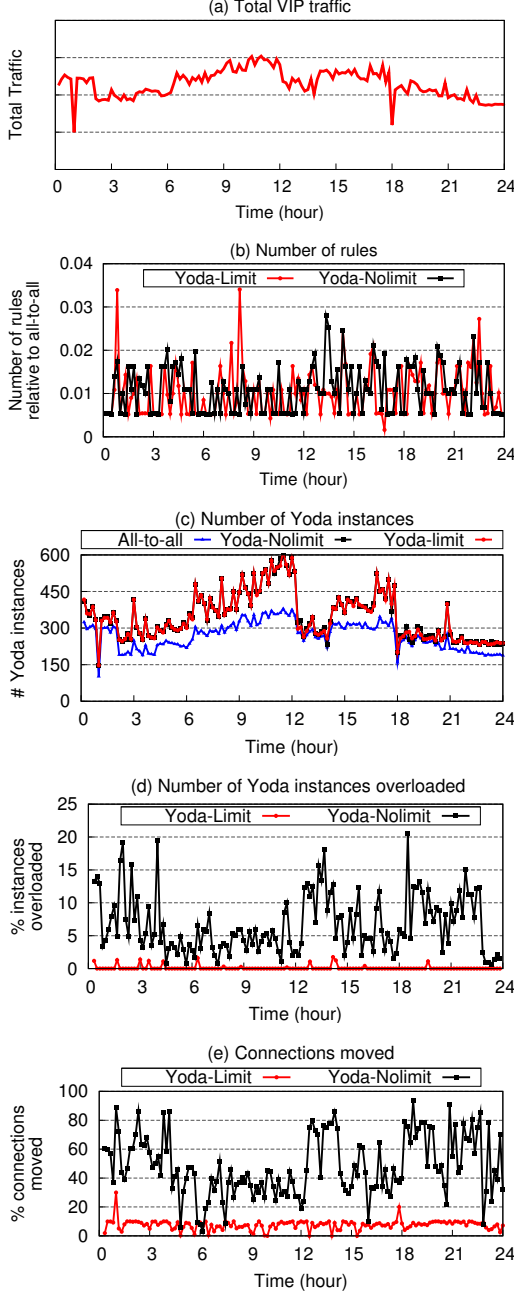 (a) Total VIP traffic
Total Traffic
0 3 6 9 12 15 18 21 24
Time (hour)
(b) Number of rules
Yoda-Limit Yoda-Nolimit
Number of rules
relative to all-to-all
0.04
0.03
0.02
0.01
0
0 3 6 9 12 15 18 21 24
Time (hour)
(c) Number of Yoda instances
All-to-all Yoda-Nolimit Yoda-limit
# Yoda instances
600
450
300
150
0
0 3 6 9 12 15 18 21 24
Time (hour)
(d) Number of Yoda instances overloaded
Yoda-Limit Yoda-Nolimit
% instances
overloaded
25
20
15
10
5
0
0 3 6 9 12 15 18 21 24
Time (hour)
(e) Connections moved
Yoda-Limit Yoda-Nolimit
% connections
moved
100
80
60
40
20
0
0 3 6 9 12 15 18 21 24
Time (hour)